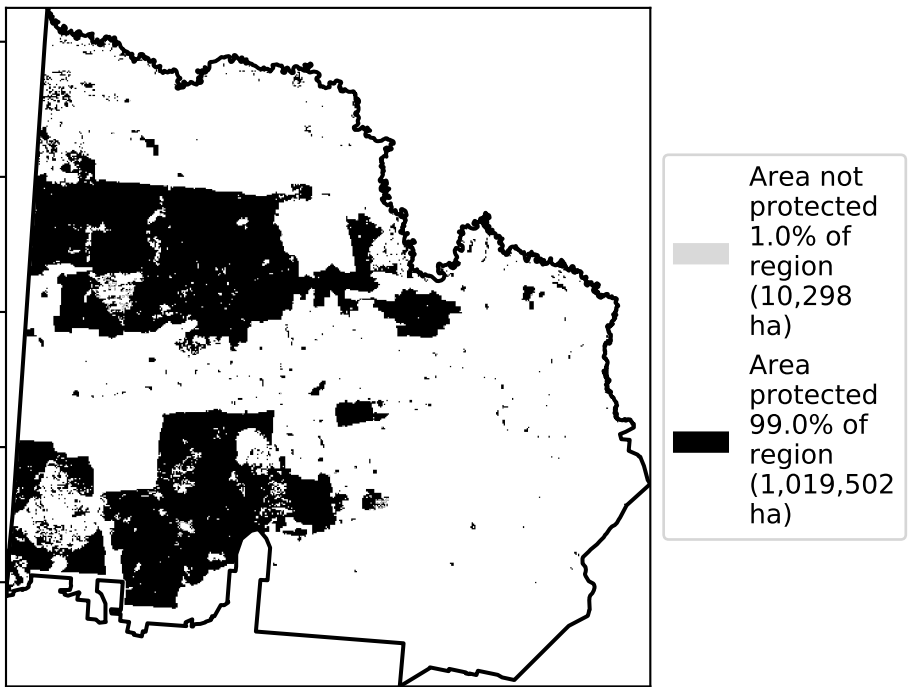 Area not
protected
1.0% of
region
(10,298
ha)
Area
protected
99.0% of
region
(1,019,502
ha)